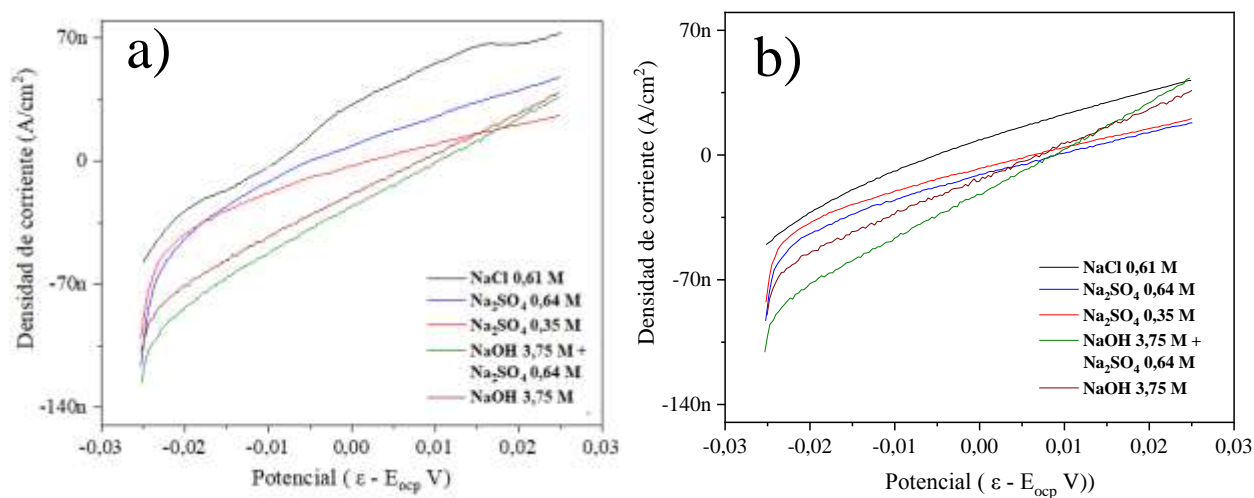 a)
Densidad de corriente (A/cm²)
70n
0
-70n
-140n
NaCl 0,61 M
Na₂SO₄ 0,64 M
Na₂SO₄ 0,35 M
NaOH 3,75 M +
Na₂SO₄ 0,64 M
NaOH 3,75 M
-0,03 -0,02 -0,01 0,00 0,01 0,02 0,03
Potencial ( ε - Eocp V)
b)
Densidad de corriente (A/cm²)
70n
0
-70n
-140n
NaCl 0,61 M
Na₂SO₄ 0,64 M
Na₂SO₄ 0,35 M
NaOH 3,75 M +
Na₂SO₄ 0,64 M
NaOH 3,75 M
-0,03 -0,02 -0,01 0,00 0,01 0,02 0,03
Potencial ( ε - Eocp V))